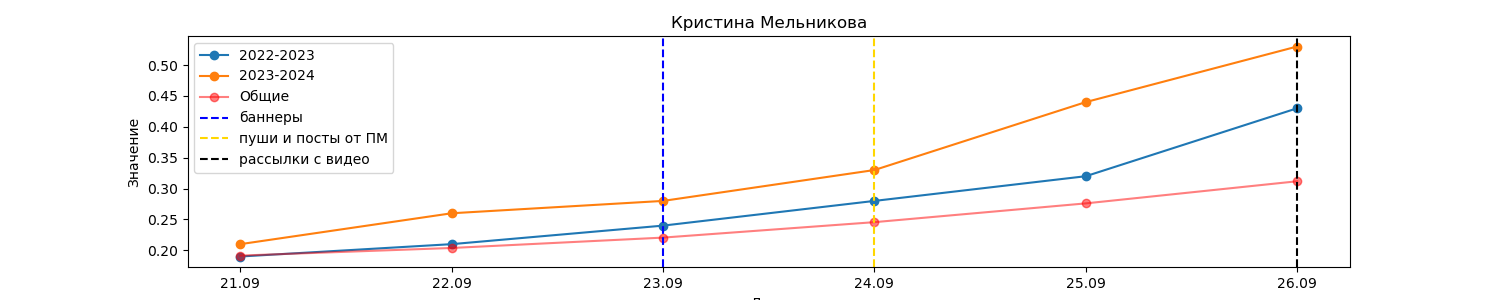 Кристина Мельникова
2022-2023
2023-2024
Общие
баннеры
пуши и посты от ПМ
рассылки с видео
Значение
0.50
0.45
0.40
0.35
0.30
0.25
0.20
21.09 22.09 23.09 24.09 25.09 26.09